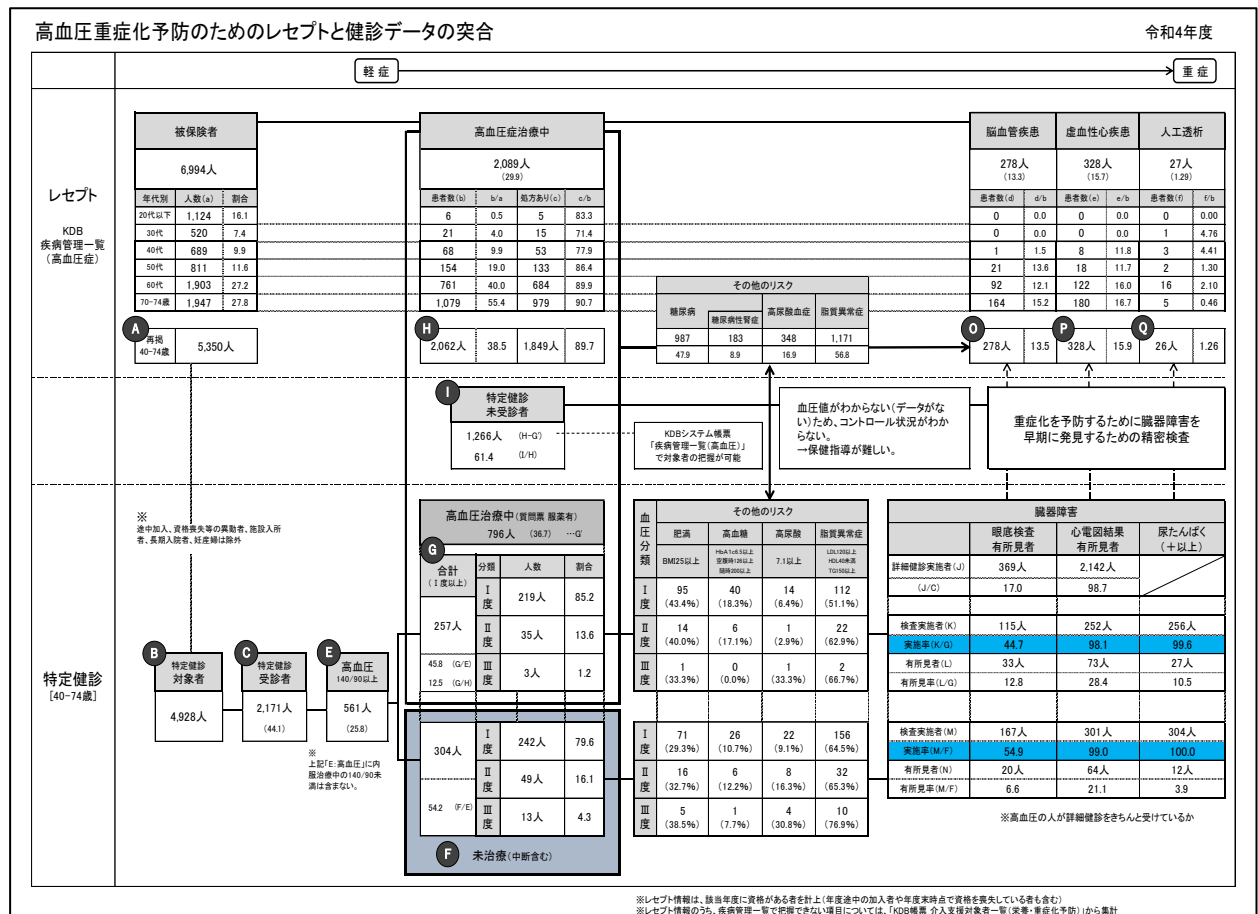 高血圧重症化予防のためのレセプトと健診データの突合
令和4年度
軽症
重症
レセプト
KDB
疾病管理一覧
(高血圧症)
被保険者
6,994人
年代別 人数(a) 割合
20代以下 1,124 16.1
30代 520 7.4
40代 689 9.9
50代 811 11.6
60代 1,903 27.2
70-74歳 1,947 27.8
A
再掲
40-74歳
5,350人
高血圧症治療中
2,089人
(29.9)
患者数(b) b/a 処方あり(c) c/b
6 0.5 5 83.3
21 4.0 15 71.4
68 9.9 53 77.9
154 19.0 133 86.4
761 40.0 684 89.9
1,079 55.4 979 90.7
H
2,062人 38.5 1,849人 89.7
その他のリスク
糖尿病 糖尿病性腎症 高尿酸血症 脂質異常症
987 183 348 1,171
47.9 8.9 16.9 56.8
脳血管疾患 虚血性心疾患 人工透析
278人 328人 27人
(13.3) (15.7) (1.29)
患者数(d) d/b 患者数(e) e/b 患者数(f) f/b
0 0.0 0 0.0 0 0.00
0 0.0 0 0.0 1 4.76
1 1.5 8 11.8 3 4.41
21 13.6 18 11.7 2 1.30
92 12.1 122 16.0 16 2.10
164 15.2 180 16.7 5 0.46
O P Q
278人 13.5 328人 15.9 26人 1.26
I
特定健診
未受診者
1,266人 (H-G')
61.4 (I/H)
KDBシステム帳票
「疾病管理一覧(高血圧)」
で対象者の把握が可能
血圧値がわからない(データがな
い)ため、コントロール状況がわか
らない。
→保健指導が難しい。
重症化を予防するために臓器障害を
早期に発見するための精密検査
特定健診
[40-74歳]
※
途中加入、資格喪失等の異動者、施設入所
者、長期入院者、妊産婦は除外
B
特定健診
対象者
4,928人
C
特定健診
受診者
2,171人
(44.1)
E
高血圧
140/90以上
561人
(25.8)
※
上記「E:高血圧」に内
服治療中の140/90未
満は含まない。
高血圧治療中(質問票 服薬有)
796人 (36.7) …G'
G
合計
(Ⅰ度以上)
分類 人数 割合
257人
45.8 (G/E)
12.5 (G/H)
Ⅰ度 219人 85.2
Ⅱ度 35人 13.6
Ⅲ度 3人 1.2
304人
54.2 (F/E)
Ⅰ度 242人 79.6
Ⅱ度 49人 16.1
Ⅲ度 13人 4.3
F
未治療(中断含む)
血圧分類
その他のリスク
肥満 高血糖 高尿酸 脂質異常症
BMI25以上
HbA1c6.5以上
空腹時126以上
随時200以上
7.1以上
LDL120以上
HDL40未満
TG150以上
Ⅰ度 95 40 14 112
(43.4%) (18.3%) (6.4%) (51.1%)
Ⅱ度 14 6 1 22
(40.0%) (17.1%) (2.9%) (62.9%)
Ⅲ度 1 0 1 2
(33.3%) (0.0%) (33.3%) (66.7%)
Ⅰ度 71 26 22 156
(29.3%) (10.7%) (9.1%) (64.5%)
Ⅱ度 16 6 8 32
(32.7%) (12.2%) (16.3%) (65.3%)
Ⅲ度 5 1 4 10
(38.5%) (7.7%) (30.8%) (76.9%)
臓器障害
眼底検査 心電図結果 尿たんぱく
有所見者 有所見者 (+以上)
詳細健診実施者(J) 369人 2,142人
(J/C) 17.0 98.7
検査実施者(K) 115人 252人 256人
実施率(K/G) 44.7 98.1 99.6
有所見者(L) 33人 73人 27人
有所見率(L/G) 12.8 28.4 10.5
検査実施者(M) 167人 301人 304人
実施率(M/F) 54.9 99.0 100.0
有所見者(N) 20人 64人 12人
有所見率(M/F) 6.6 21.1 3.9
※高血圧の人が詳細健診をきちんと受けているか
※レセプト情報は、該当年度に資格がある者を計上(年度途中の加入者や年度末時点で資格を喪失している者も含む)
※レセプト情報のうち、疾病管理一覧で把握できない項目については、「KDB帳票 介入支援対象者一覧(栄養・重症化予防)」から集計